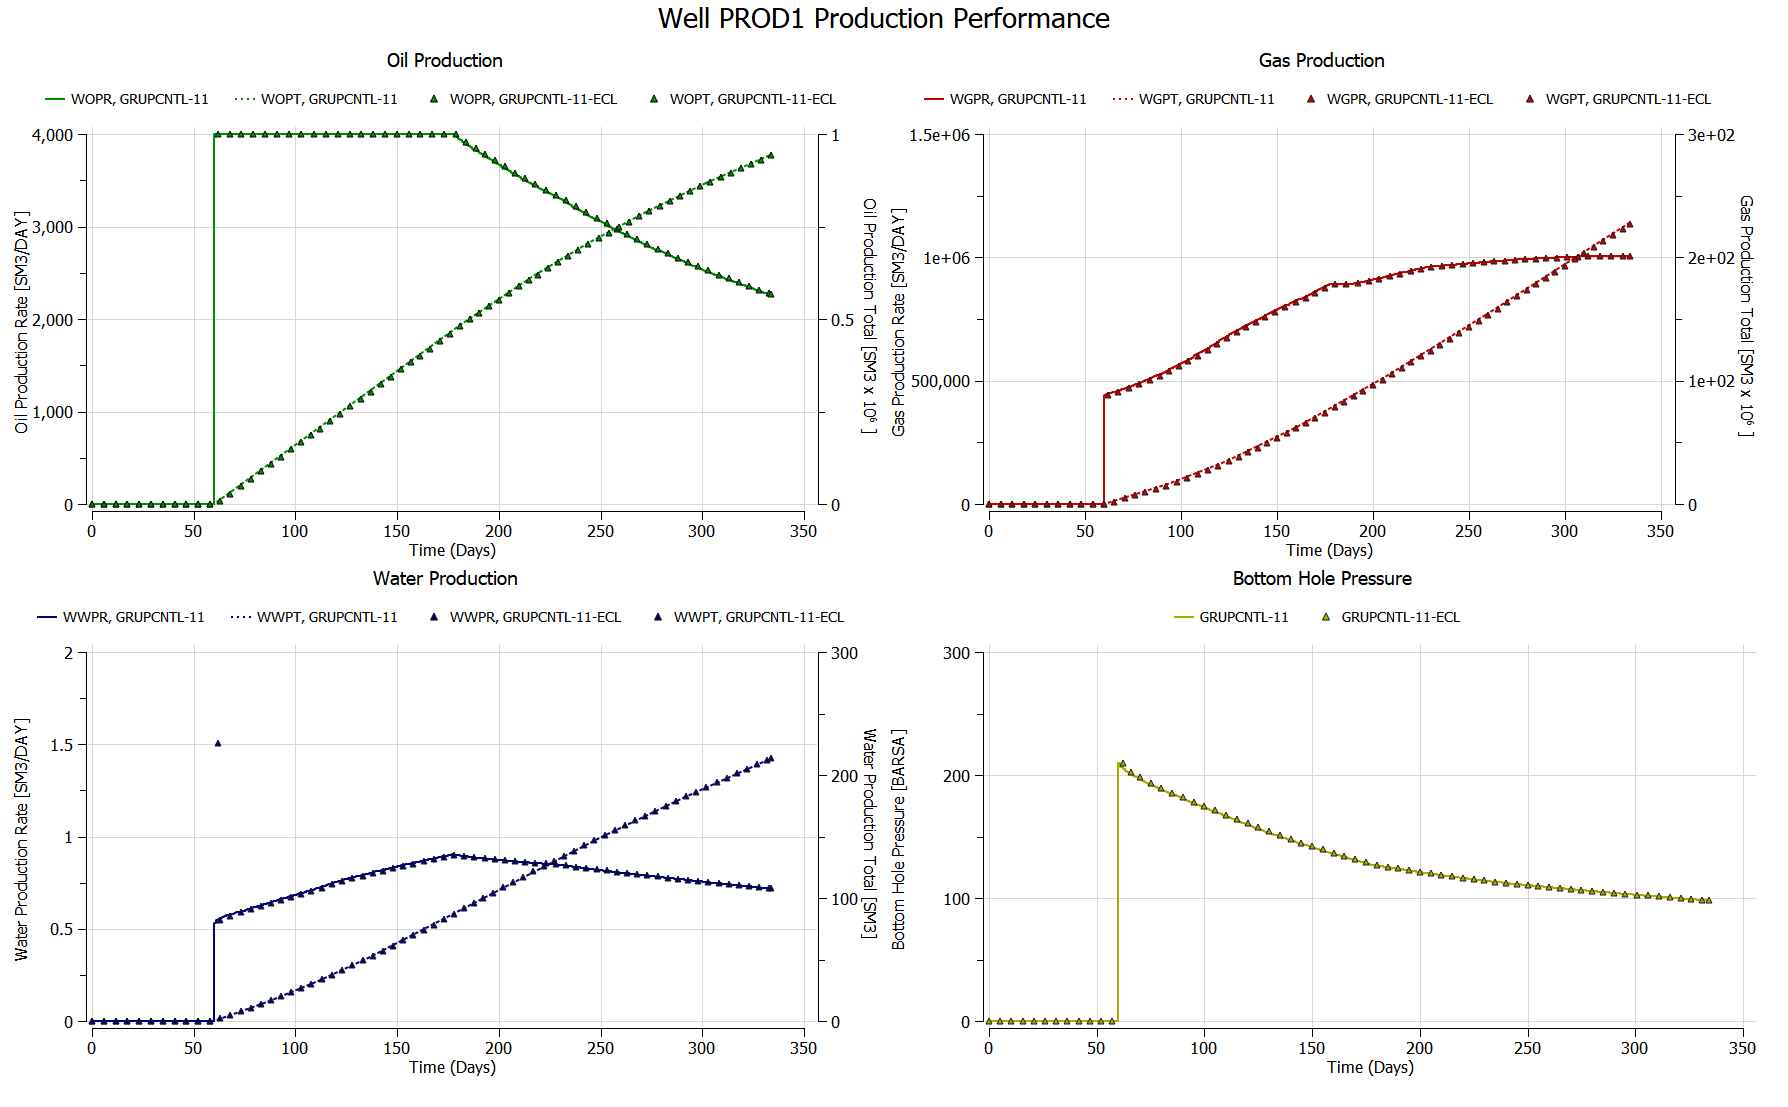 Well PROD1 Production Performance
Oil Production
WOPR, GRUPCNTL-11 WOPT, GRUPCNTL-11 WOPR, GRUPCNTL-11-ECL WOPT, GRUPCNTL-11-ECL
4,000
3,000
2,000
1,000
0
Oil Production Rate [SM3/DAY]
1
0.5
0
Oil Production Total [SM3 x 10⁶ ]
0 50 100 150 200 250 300 350
Time (Days)
Gas Production
WGPR, GRUPCNTL-11 WGPT, GRUPCNTL-11 WGPR, GRUPCNTL-11-ECL WGPT, GRUPCNTL-11-ECL
1.5e+06
1e+06
500,000
0
Gas Production Rate [SM3/DAY]
3e+02
2e+02
1e+02
0
Gas Production Total [SM3 x 10⁶ ]
0 50 100 150 200 250 300 350
Time (Days)
Water Production
WWPR, GRUPCNTL-11 WWPT, GRUPCNTL-11 WWPR, GRUPCNTL-11-ECL WWPT, GRUPCNTL-11-ECL
2
1.5
1
0.5
0
Water Production Rate [SM3/DAY]
300
200
100
0
Water Production Total [SM3]
0 50 100 150 200 250 300 350
Time (Days)
Bottom Hole Pressure
GRUPCNTL-11 GRUPCNTL-11-ECL
300
200
100
0
Bottom Hole Pressure [BARSA]
0 50 100 150 200 250 300 350
Time (Days)